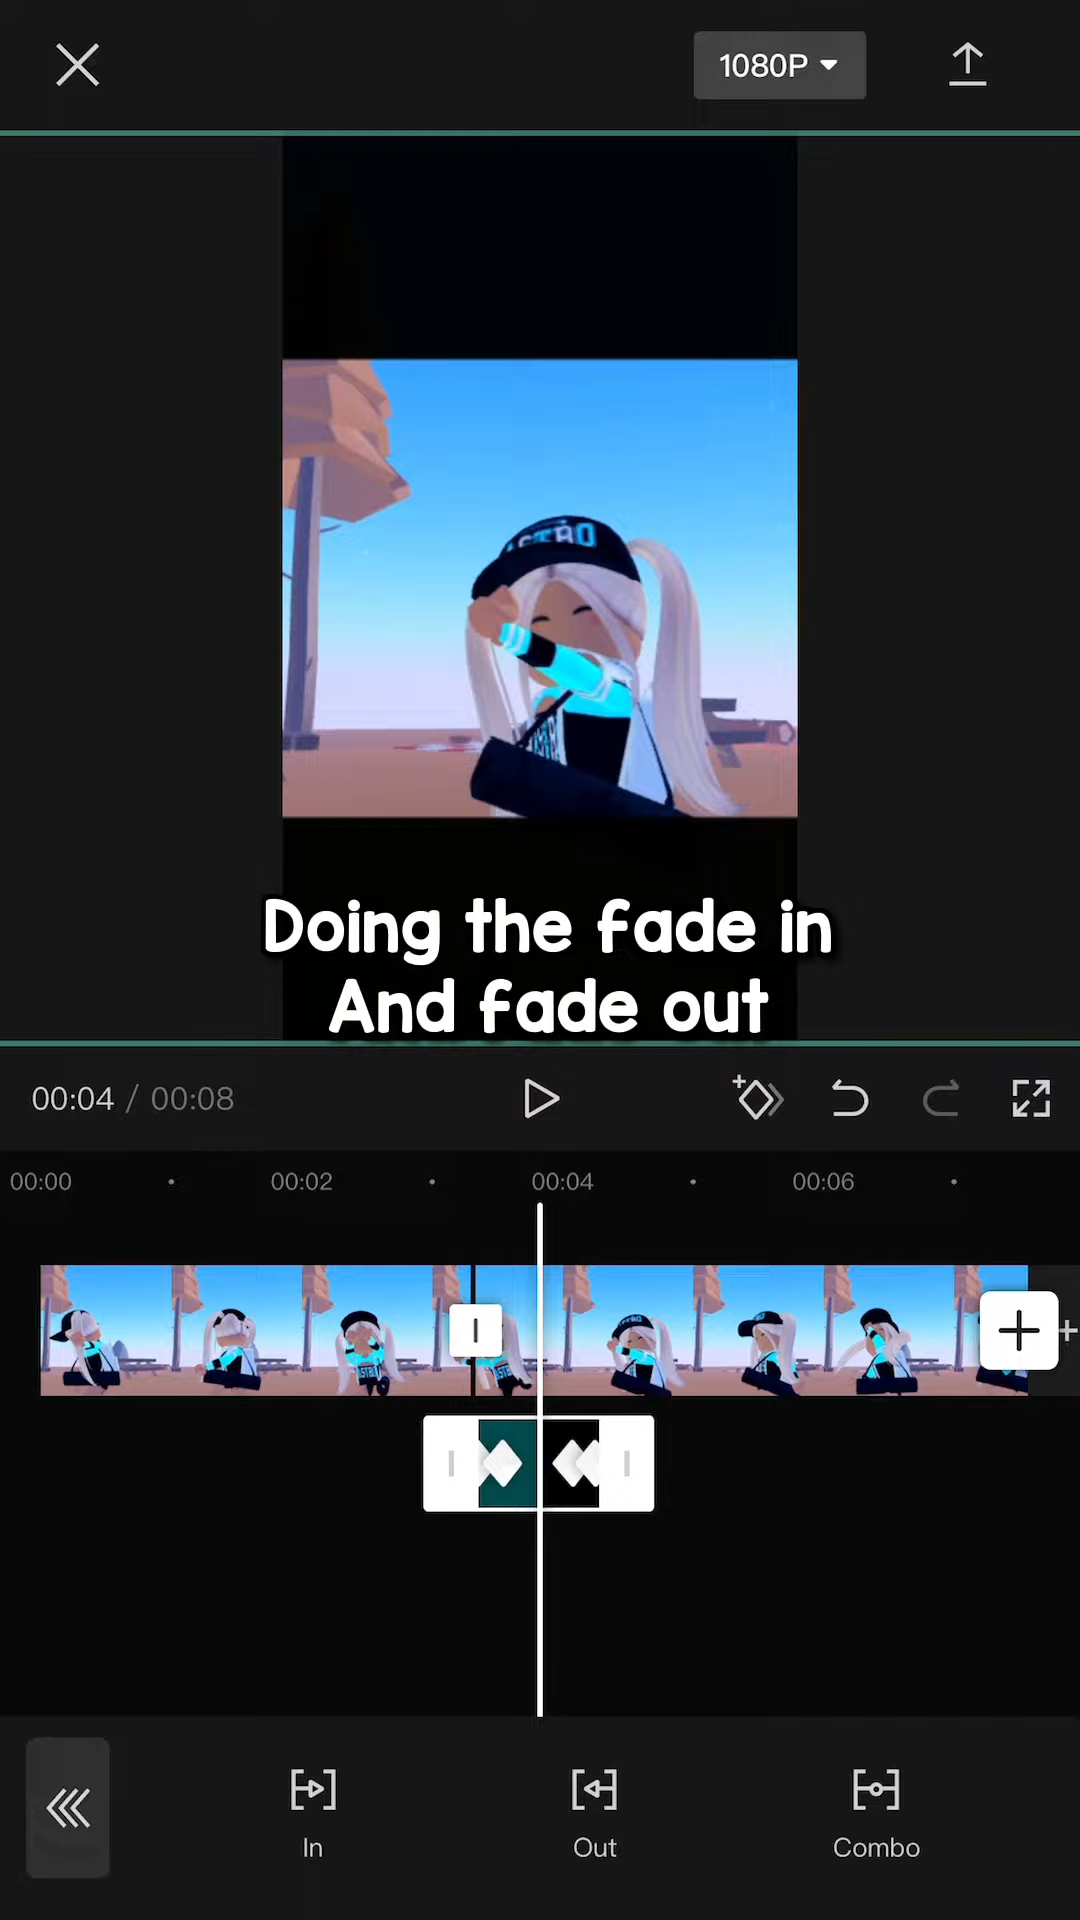 1080P
ASTRO
Doing the fade in
And fade out
00:04 / 00:08
00:00
00:02
00:04
00:06
In
Out
Combo